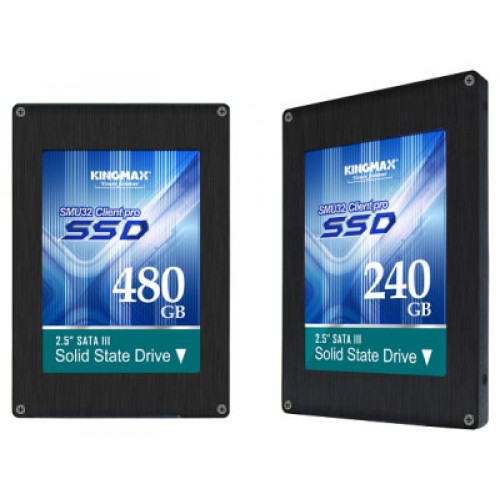 KINGMAX
SMU32 Client pro
SSD
480
GB
2.5" SATA III
Solid State Drive
KINGMAX
SMU32 Client pro
SSD
240
GB
2.5" SATA III
Solid State Drive